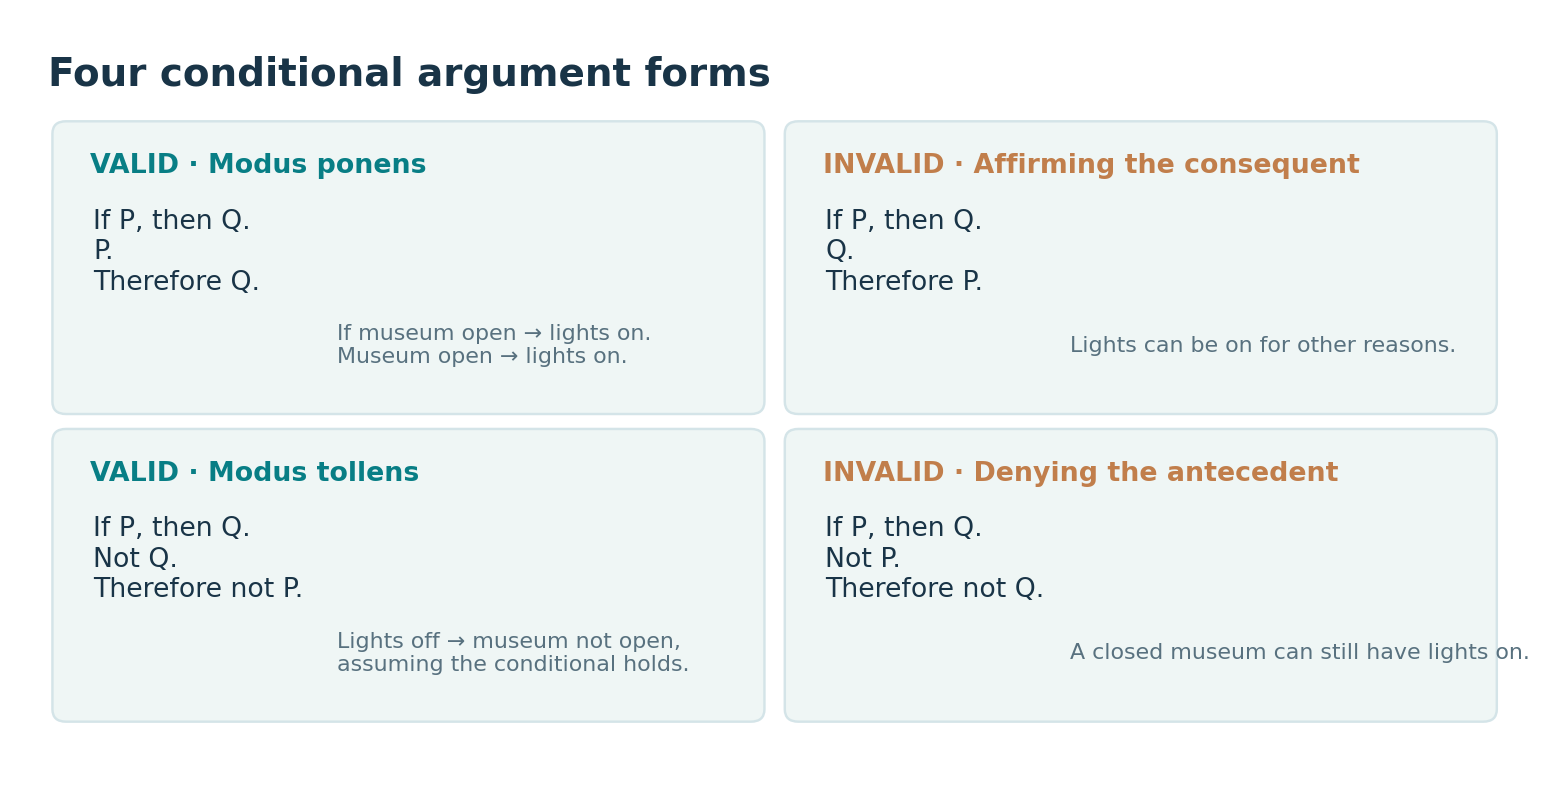 Four conditional argument forms
VALID · Modus ponens
If P, then Q.
P.
Therefore Q.
If museum open → lights on.
Museum open → lights on.
INVALID · Affirming the consequent
If P, then Q.
Q.
Therefore P.
Lights can be on for other reasons.
VALID · Modus tollens
If P, then Q.
Not Q.
Therefore not P.
Lights off → museum not open,
assuming the conditional holds.
INVALID · Denying the antecedent
If P, then Q.
Not P.
Therefore not Q.
A closed museum can still have lights on.